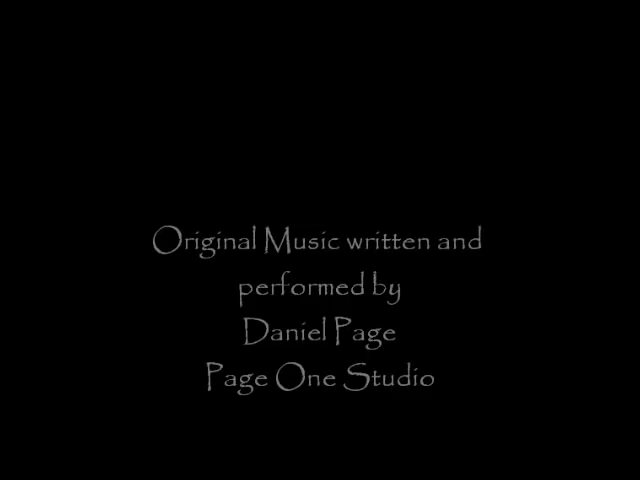 Original Music written and
performed by
Daniel Page
Page One Studio